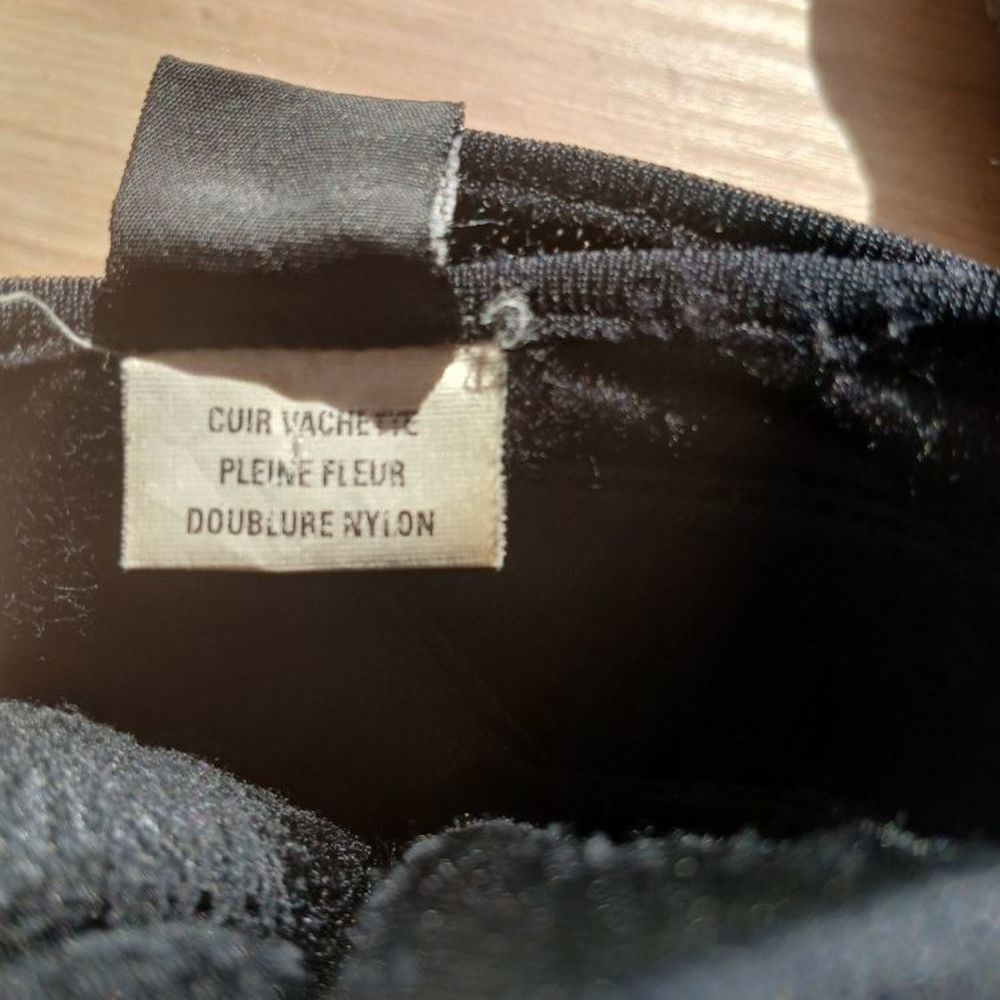 CUIR VACHETTE
PLEINE FLEUR
DOUBLURE NYLON